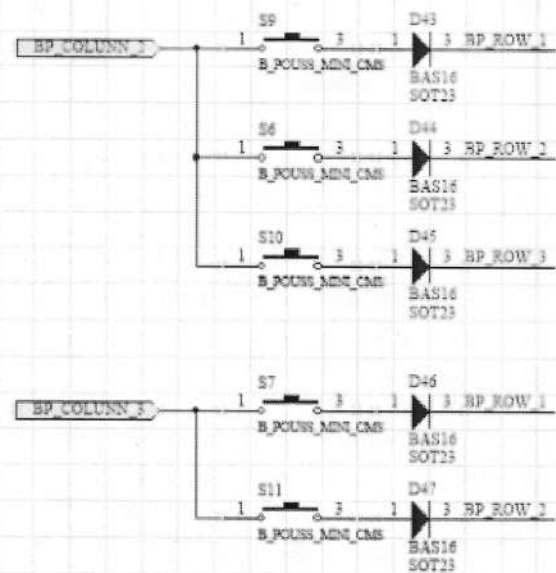 S9 D43
BP_COLUNN_2 1 3 1 3 BP_ROW_1
B_POUSS_MINI_CMS BAS16
SOT23
S6 D44
1 3 1 3 BP_ROW_2
B_POUSS_MINI_CMS BAS16
SOT23
S10 D45
1 3 1 3 BP_ROW_3
B_POUSS_MINI_CMS BAS16
SOT23
S7 D46
BP_COLUNN_3 1 3 1 3 BP_ROW_1
B_POUSS_MINI_CMS BAS16
SOT23
S11 D47
1 3 1 3 BP_ROW_2
B_POUSS_MINI_CMS BAS16
SOT23